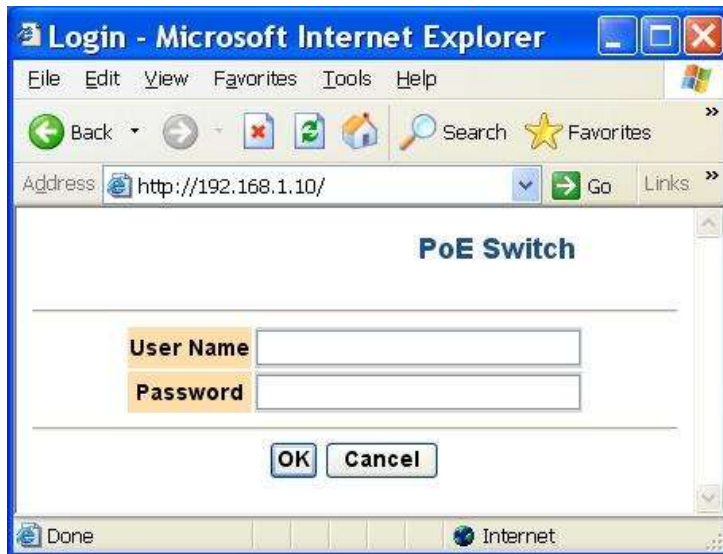 Login - Microsoft Internet Explorer
File Edit View Favorites Tools Help
Back Search Favorites »
Address http://192.168.1.10/ Go Links »
PoE Switch
User Name
Password
OK Cancel
Done Internet